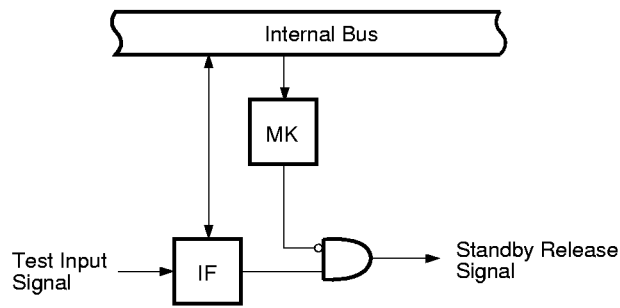 Internal Bus
MK
Test Input
Signal
IF
Standby Release
Signal